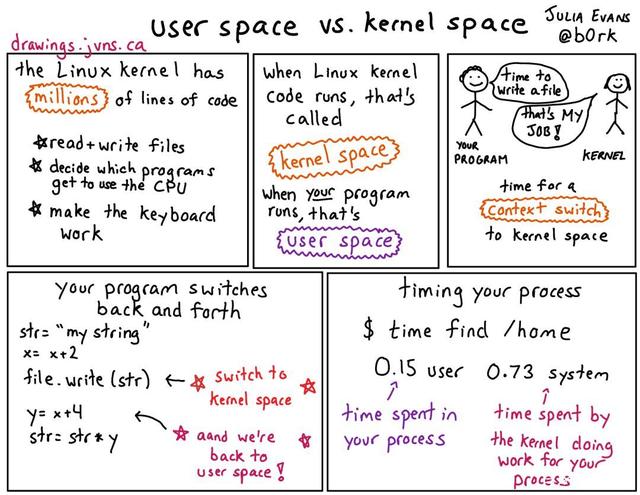 user space vs. kernel space
JULIA EVANS
@b0rk
drawings.jvns.ca
the Linux kernel has
millions of lines of code
read+write files
decide which programs
get to use the CPU
make the keyboard
work
when Linux kernel
code runs, that's
called
kernel space
when your program
runs, that's
user space
time to
write a file
that's MY
JOB!
YOUR
PROGRAM
KERNEL
time for a
context switch
to kernel space
your program switches
back and forth
str= "my string"
x= x+2
file.write(str)
switch to
kernel space
y= x+4
str= str*y
aand we're
back to
user space!
timing your process
$ time find /home
0.15 user 0.73 system
time spent in
your process
time spent by
the kernel doing
work for your
process